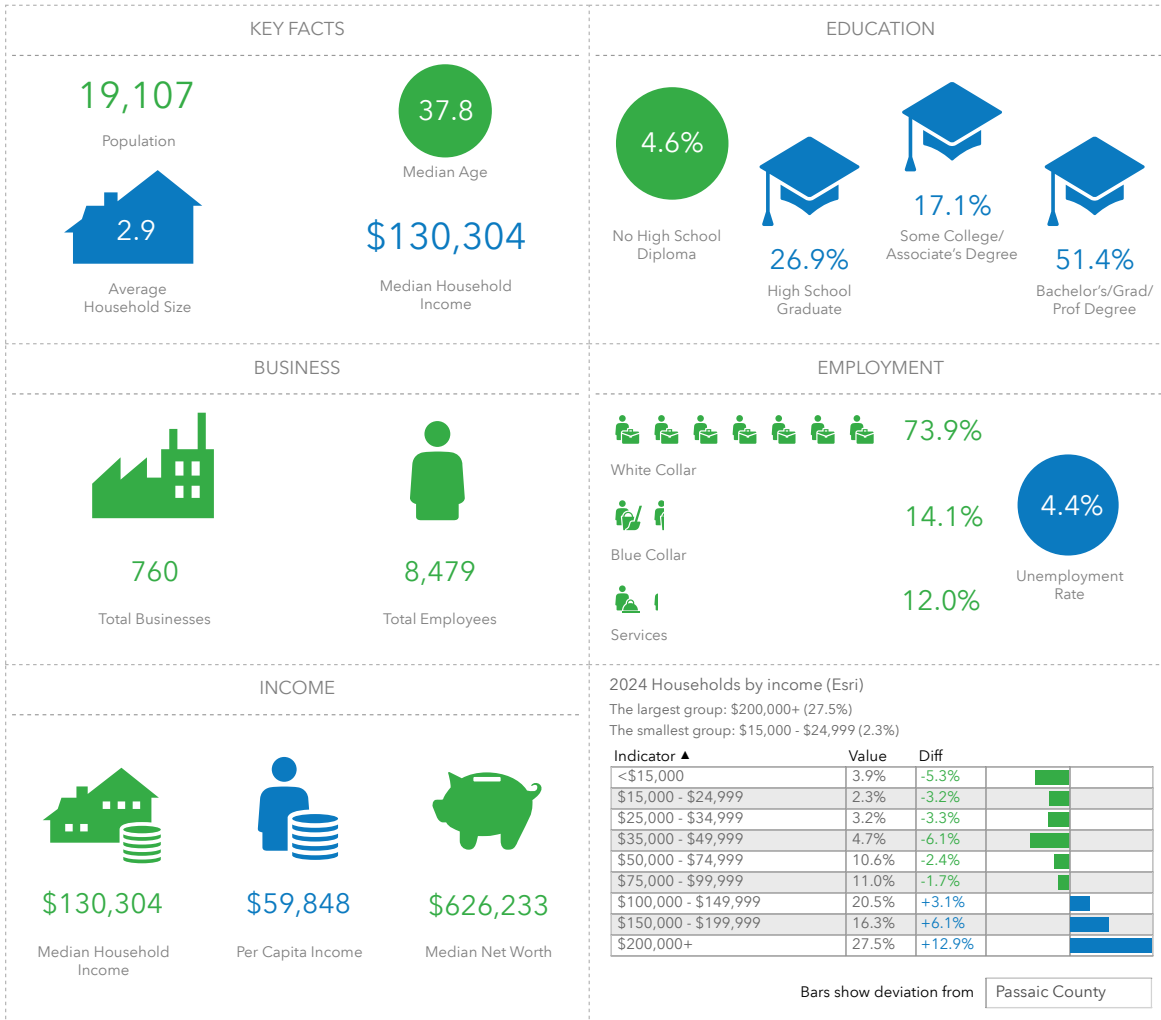 KEY FACTS
19,107
Population
37.8
Median Age
2.9
Average
Household Size
$130,304
Median Household
Income
EDUCATION
4.6%
No High School
Diploma
26.9%
High School
Graduate
17.1%
Some College/
Associate's Degree
51.4%
Bachelor's/Grad/
Prof Degree
BUSINESS
760
Total Businesses
8,479
Total Employees
EMPLOYMENT
73.9%
White Collar
14.1%
Blue Collar
12.0%
Services
4.4%
Unemployment
Rate
INCOME
$130,304
Median Household
Income
$59,848
Per Capita Income
$626,233
Median Net Worth
2024 Households by income (Esri)
The largest group: $200,000+ (27.5%)
The smallest group: $15,000 - $24,999 (2.3%)
Indicator ▲ Value Diff
<$15,000 3.9% -5.3%
$15,000 - $24,999 2.3% -3.2%
$25,000 - $34,999 3.2% -3.3%
$35,000 - $49,999 4.7% -6.1%
$50,000 - $74,999 10.6% -2.4%
$75,000 - $99,999 11.0% -1.7%
$100,000 - $149,999 20.5% +3.1%
$150,000 - $199,999 16.3% +6.1%
$200,000+ 27.5% +12.9%
Bars show deviation from Passaic County